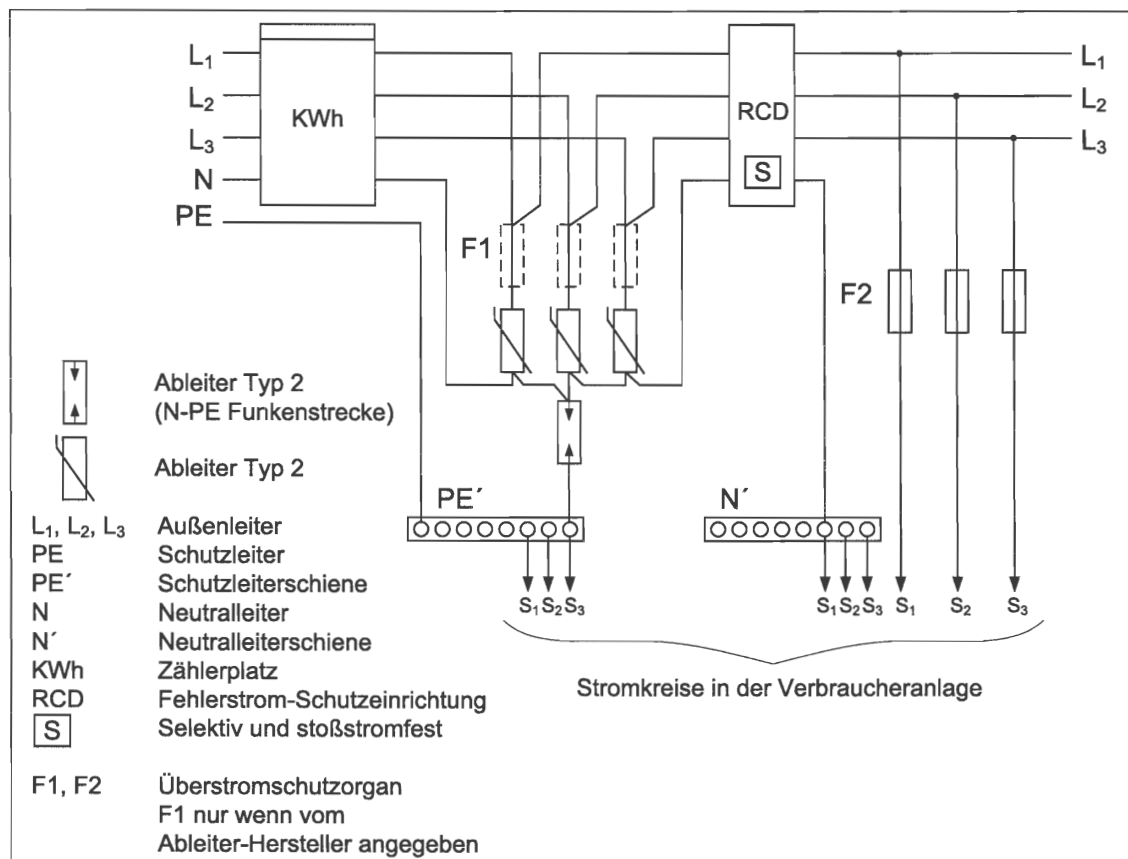 L₁
L₂
L₃
N
PE
KWh
RCD
S
L₁
L₂
L₃
F1
F2
PE´
N´
S₁ S₂ S₃
S₁ S₂ S₃
S₁
S₂
S₃
Stromkreise in der Verbraucheranlage
Ableiter Typ 2
(N-PE Funkenstrecke)
Ableiter Typ 2
L₁, L₂, L₃ Außenleiter
PE Schutzleiter
PE´ Schutzleiterschiene
N Neutralleiter
N´ Neutralleiterschiene
KWh Zählerplatz
RCD Fehlerstrom-Schutzeinrichtung
S Selektiv und stoßstromfest
F1, F2 Überstromschutzorgan
F1 nur wenn vom
Ableiter-Hersteller angegeben